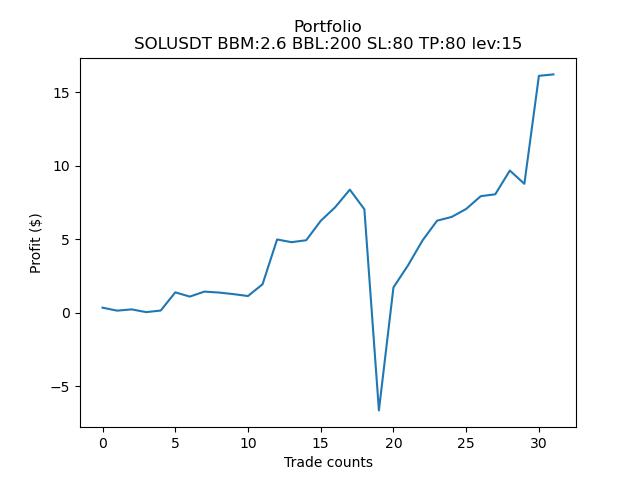 Portfolio
SOLUSDT BBM:2.6 BBL:200 SL:80 TP:80 lev:15
15
10
5
0
−5
Profit ($)
0 5 10 15 20 25 30
Trade counts